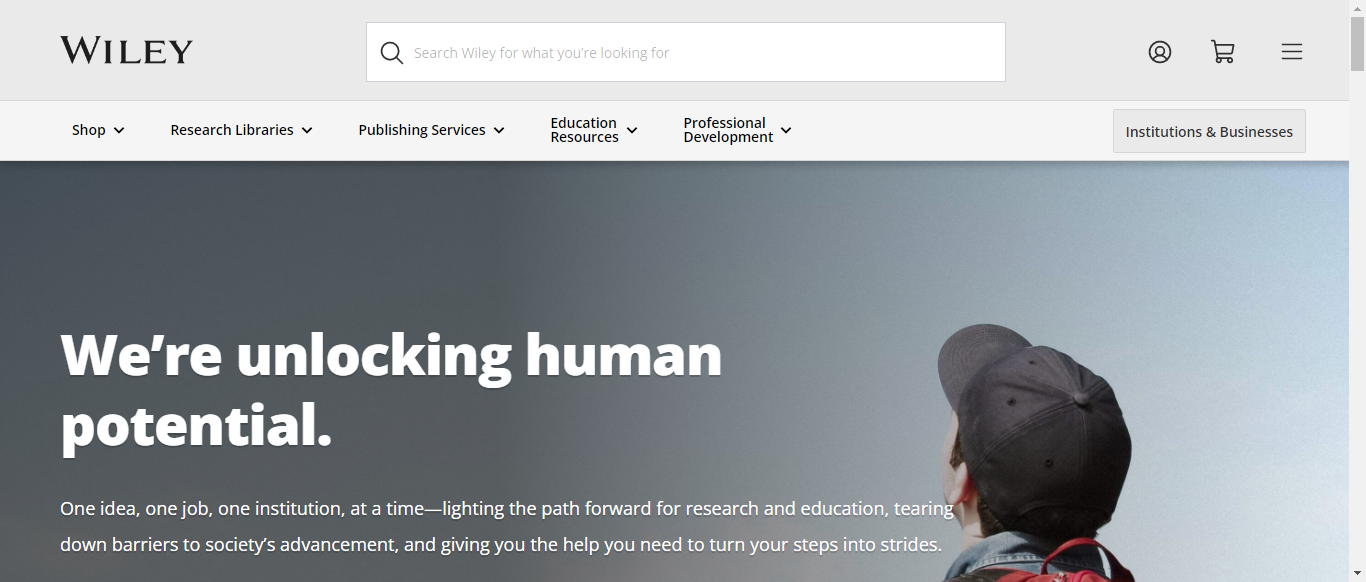 WILEY
Search Wiley for what you’re looking for
Shop
Research Libraries
Publishing Services
Education
Resources
Professional
Development
Institutions & Businesses
We’re unlocking human
potential.
One idea, one job, one institution, at a time—lighting the path forward for research and education, tearing
down barriers to society’s advancement, and giving you the help you need to turn your steps into strides.